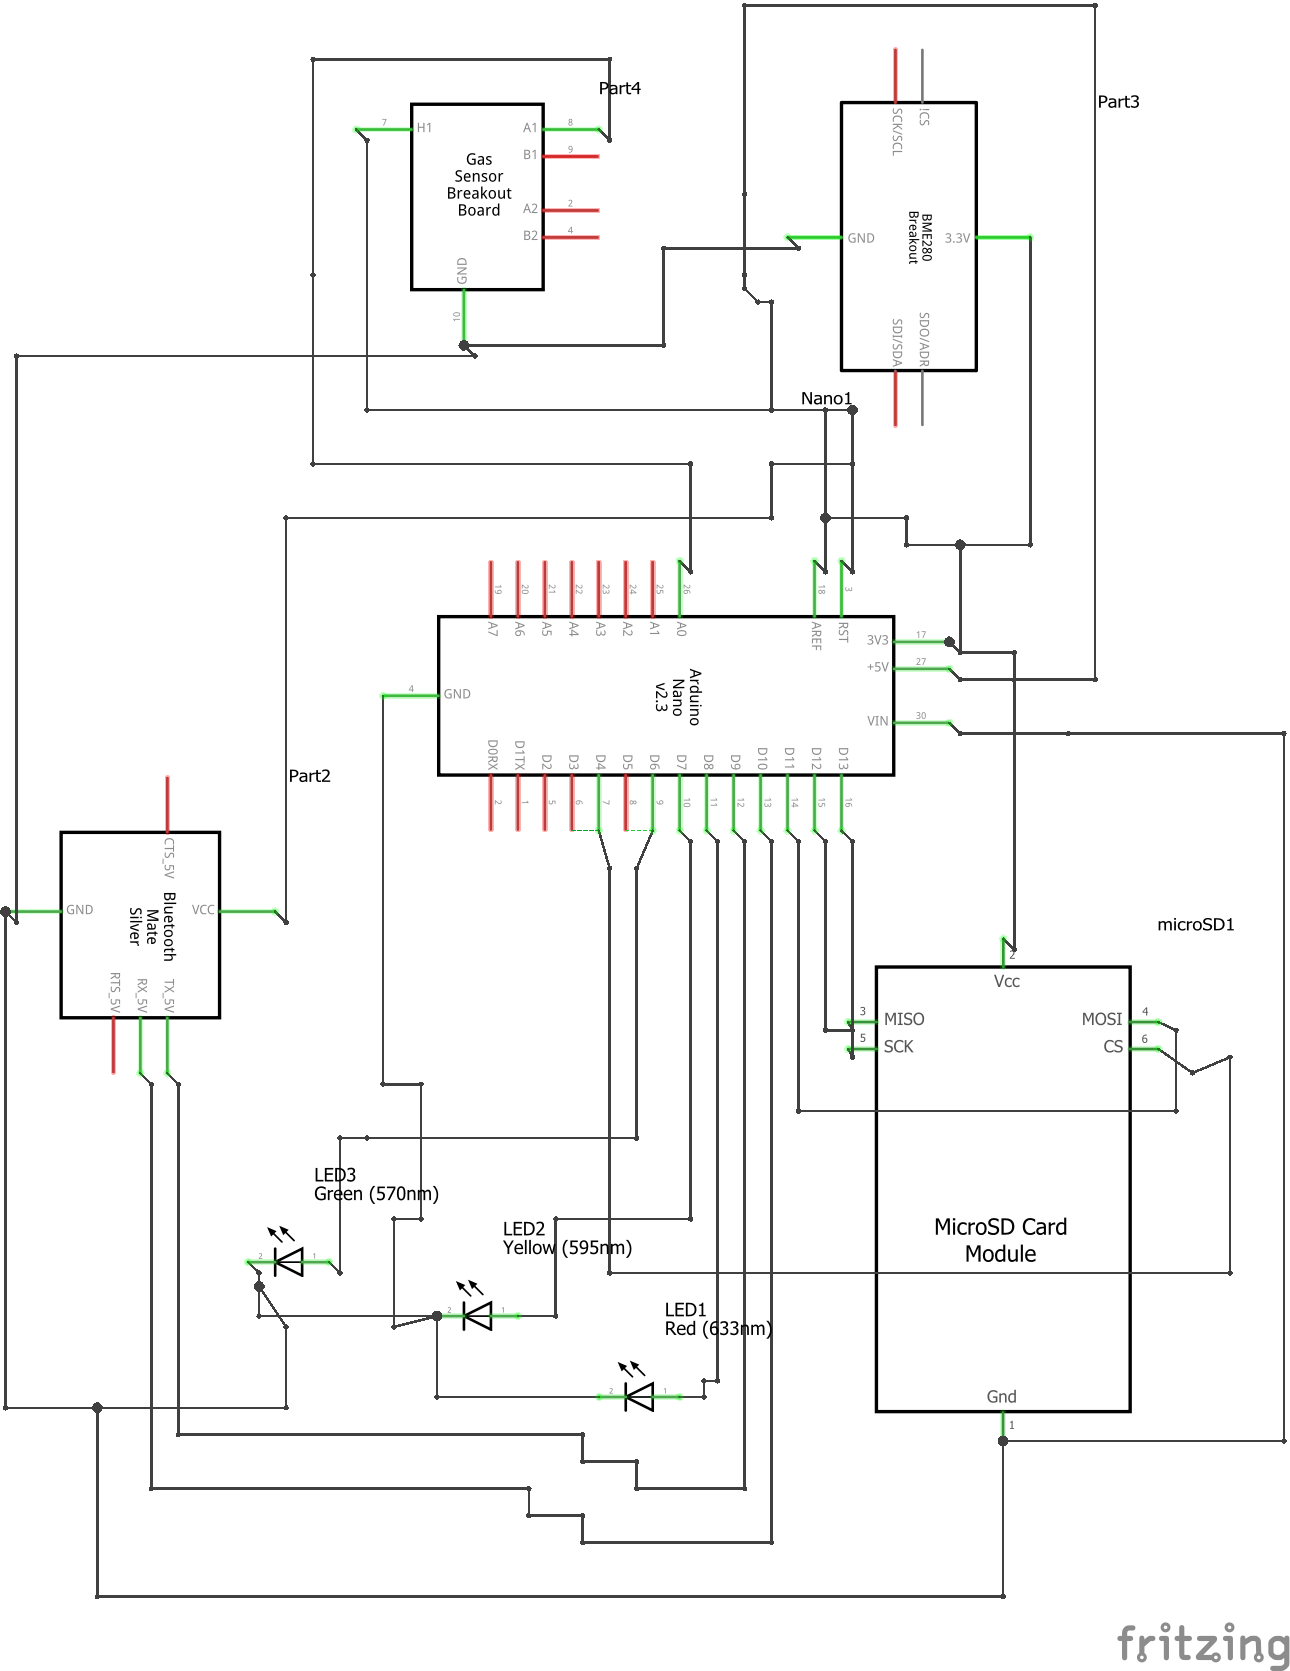 Part4
Part3
7
H1
A1
8
B1
9
A2
2
B2
4
Gas
Sensor
Breakout
Board
GND
10
SCK/SCL
!CS
GND
BME280
Breakout
3.3V
SDI/SDA
SDO/ADR
Nano1
19
20
21
22
23
24
25
26
18
3
A7
A6
A5
A4
A3
A2
A1
A0
AREF
RST
3V3
17
+5V
27
VIN
30
4
GND
Arduino
Nano
v2.3
D0RX
D1TX
D2
D3
D4
D5
D6
D7
D8
D9
D10
D11
D12
D13
2
1
5
6
7
8
9
10
11
12
13
14
15
16
Part2
CTS_5V
GND
VCC
Bluetooth
Mate
Silver
RTS_5V
RX_5V
TX_5V
microSD1
2
Vcc
3
MISO
MOSI
4
5
SCK
CS
6
MicroSD Card
Module
Gnd
1
LED3
Green (570nm)
2
1
LED2
Yellow (595nm)
2
1
LED1
Red (633nm)
2
1
fritzing